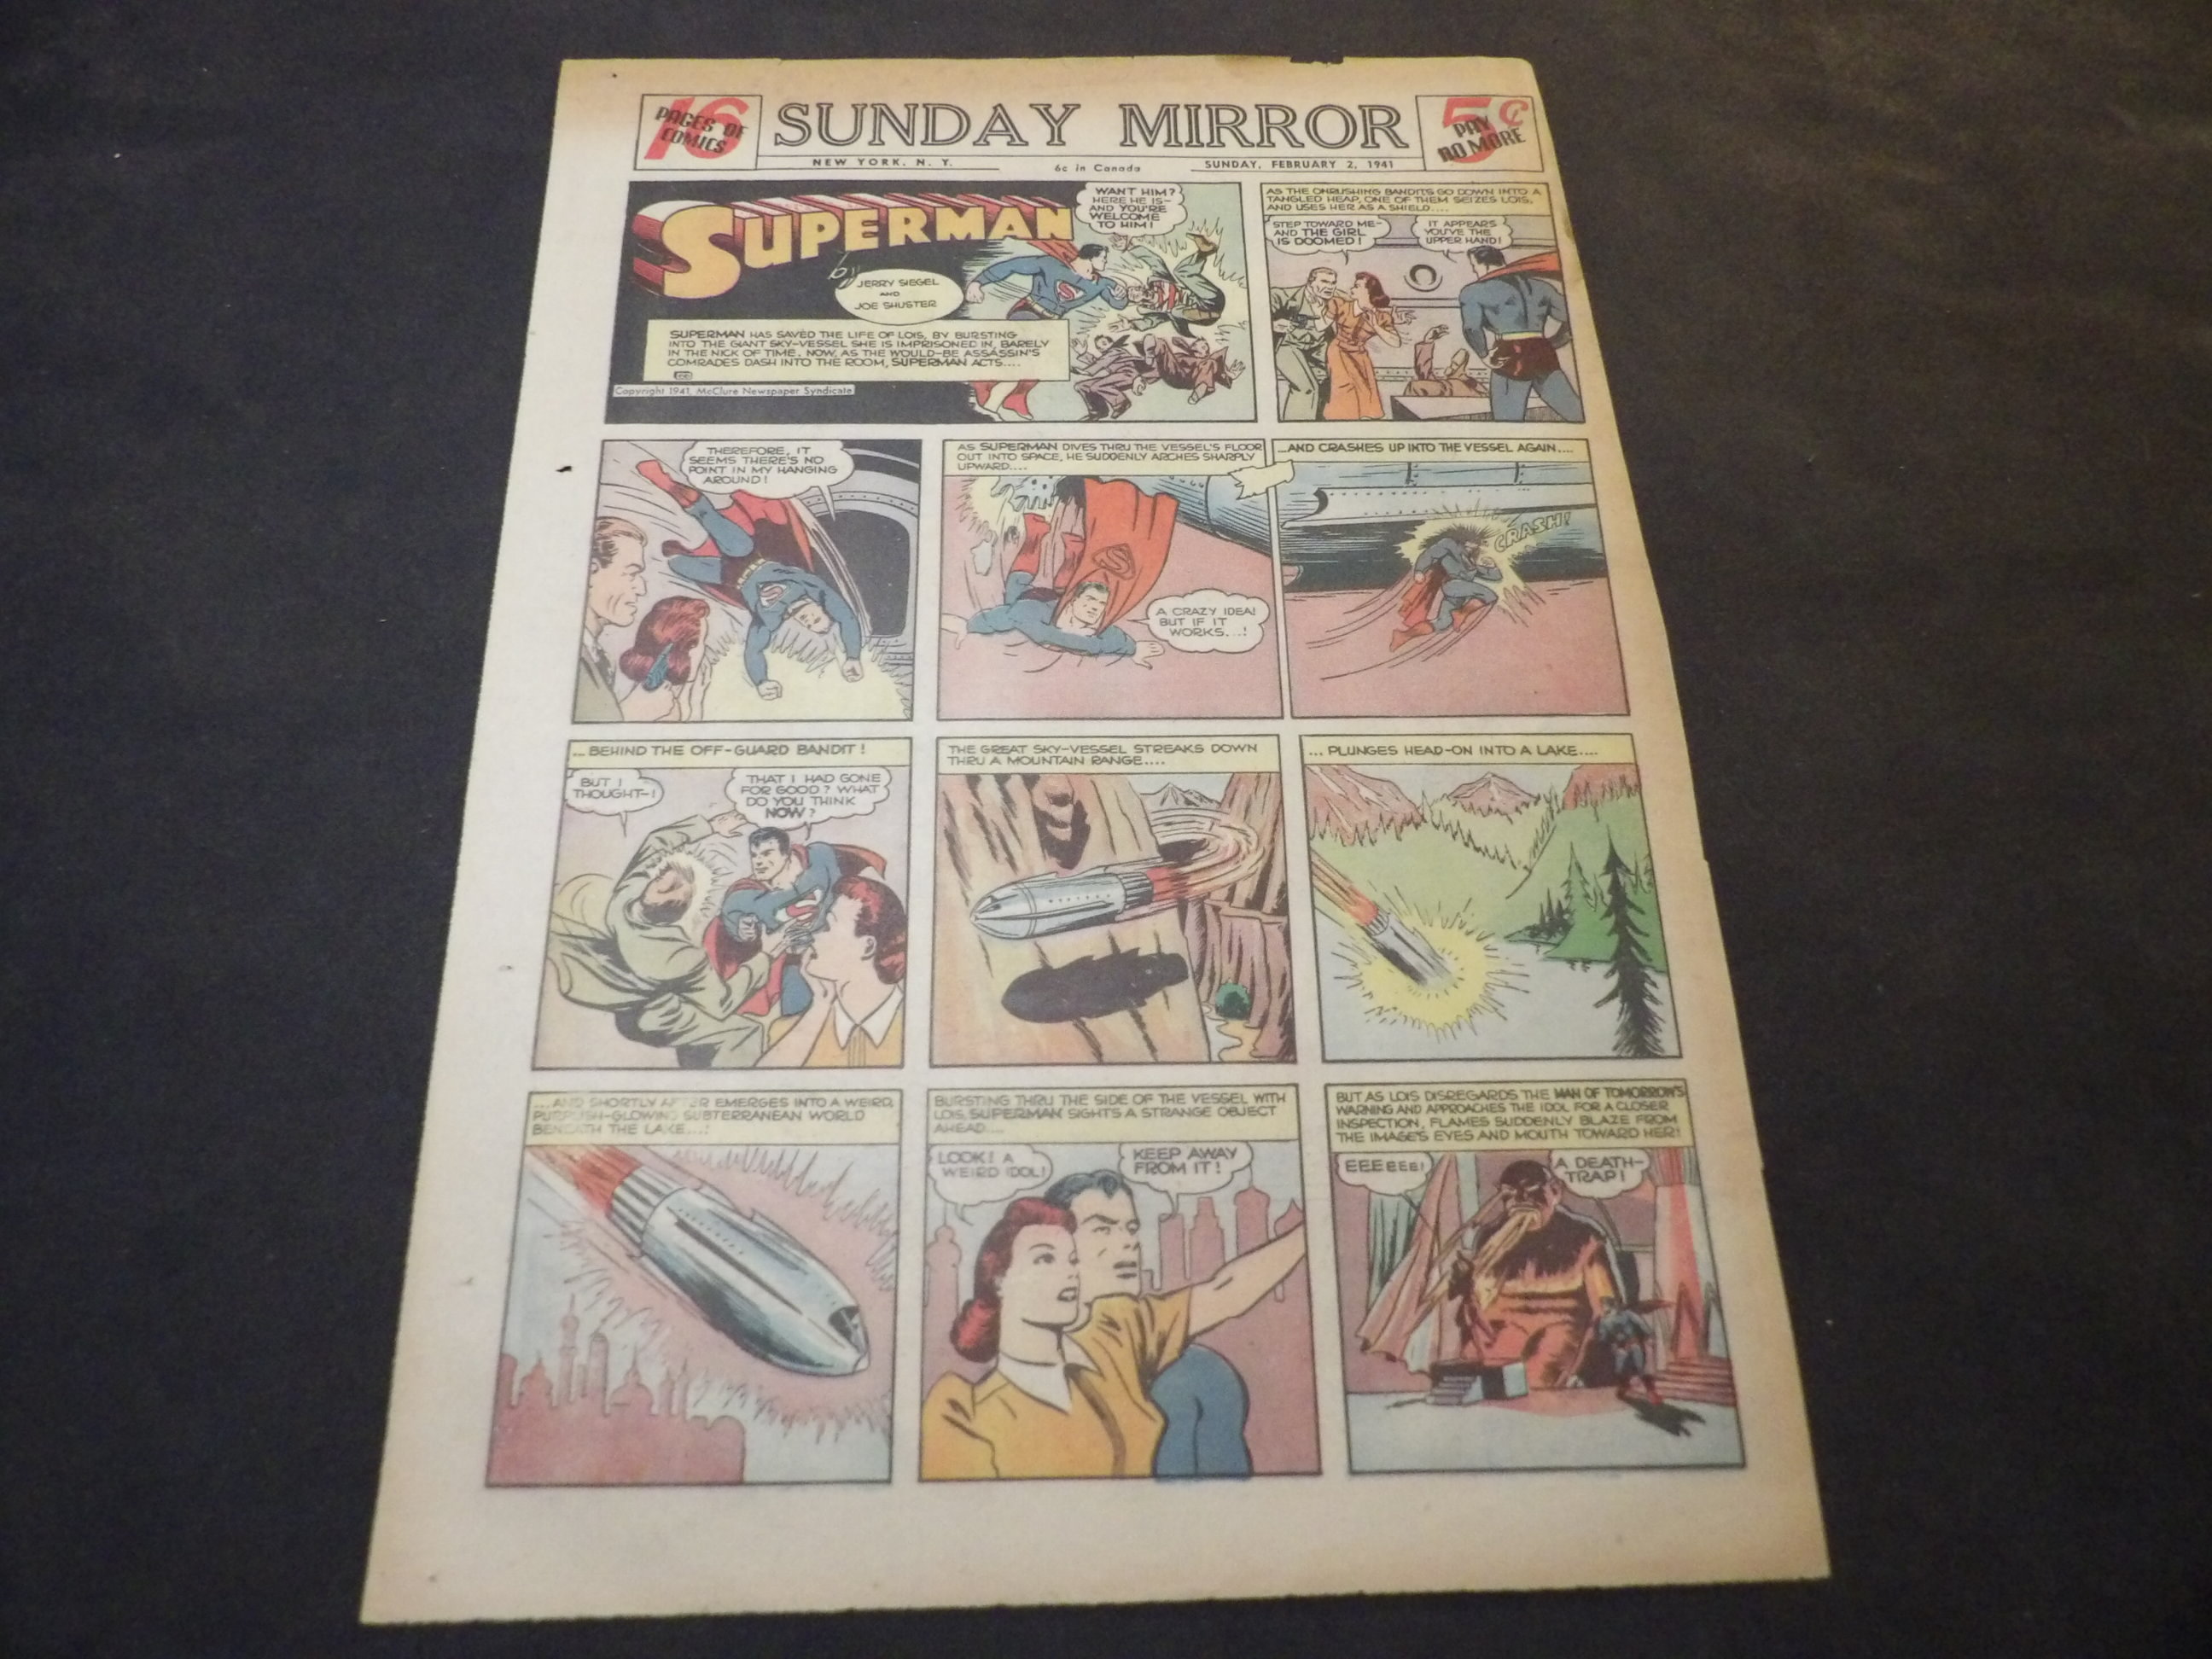 16
PAGES OF
COMICS
SUNDAY MIRROR
5¢
PAY
NO MORE
NEW YORK, N. Y.
6c in Canada
SUNDAY, FEBRUARY 2, 1941
SUPERMAN
by
JERRY SIEGEL
AND
JOE SHUSTER
WANT HIM?
HERE HE IS—
AND YOU'RE
WELCOME
TO HIM!
SUPERMAN HAS SAVED THE LIFE OF LOIS, BY BURSTING
INTO THE GIANT SKY-VESSEL SHE IS IMPRISONED IN, BARELY
IN THE NICK OF TIME. NOW, AS THE WOULD-BE ASSASSIN'S
COMRADES DASH INTO THE ROOM, SUPERMAN ACTS....
Copyright 1941, McClure Newspaper Syndicate
AS THE ONRUSHING BANDITS GO DOWN INTO A
TANGLED HEAP, ONE OF THEM SEIZES LOIS,
AND USES HER AS A SHIELD....
STEP TOWARD ME—
AND THE GIRL
IS DOOMED!
IT APPEARS
YOU'VE THE
UPPER HAND!
THEREFORE, IT
SEEMS THERE'S NO
POINT IN MY HANGING
AROUND!
AS SUPERMAN DIVES THRU THE VESSEL'S FLOOR
OUT INTO SPACE, HE SUDDENLY ARCHES SHARPLY
UPWARD....
A CRAZY IDEA!
BUT IF IT
WORKS...!
...AND CRASHES UP INTO THE VESSEL AGAIN....
CRASH!
... BEHIND THE OFF-GUARD BANDIT!
BUT I
THOUGHT—!
THAT I HAD GONE
FOR GOOD? WHAT
DO YOU THINK
NOW?
THE GREAT SKY-VESSEL STREAKS DOWN
THRU A MOUNTAIN RANGE....
... PLUNGES HEAD-ON INTO A LAKE....
... AND SHORTLY AFTER EMERGES INTO A WEIRD,
PURPLISH-GLOWING SUBTERRANEAN WORLD
BENEATH THE LAKE....!
BURSTING THRU THE SIDE OF THE VESSEL WITH
LOIS, SUPERMAN SIGHTS A STRANGE OBJECT
AHEAD....
LOOK! A
WEIRD IDOL!
KEEP AWAY
FROM IT!
BUT AS LOIS DISREGARDS THE MAN OF TOMORROW'S
WARNING AND APPROACHES THE IDOL FOR A CLOSER
INSPECTION, FLAMES SUDDENLY BLAZE FROM
THE IMAGE'S EYES AND MOUTH TOWARD HER!
EEEEEE!
A DEATH-
TRAP!